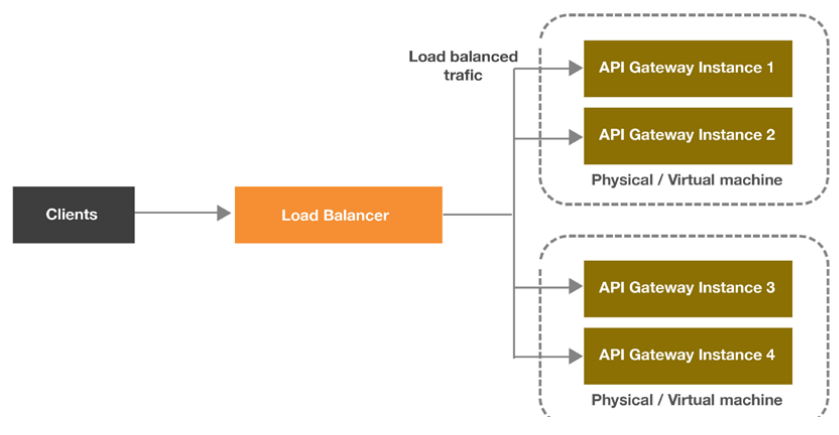 Load balanced
trafic
API Gateway Instance 1
API Gateway Instance 2
Physical / Virtual machine
Clients
Load Balancer
API Gateway Instance 3
API Gateway Instance 4
Physical / Virtual machine